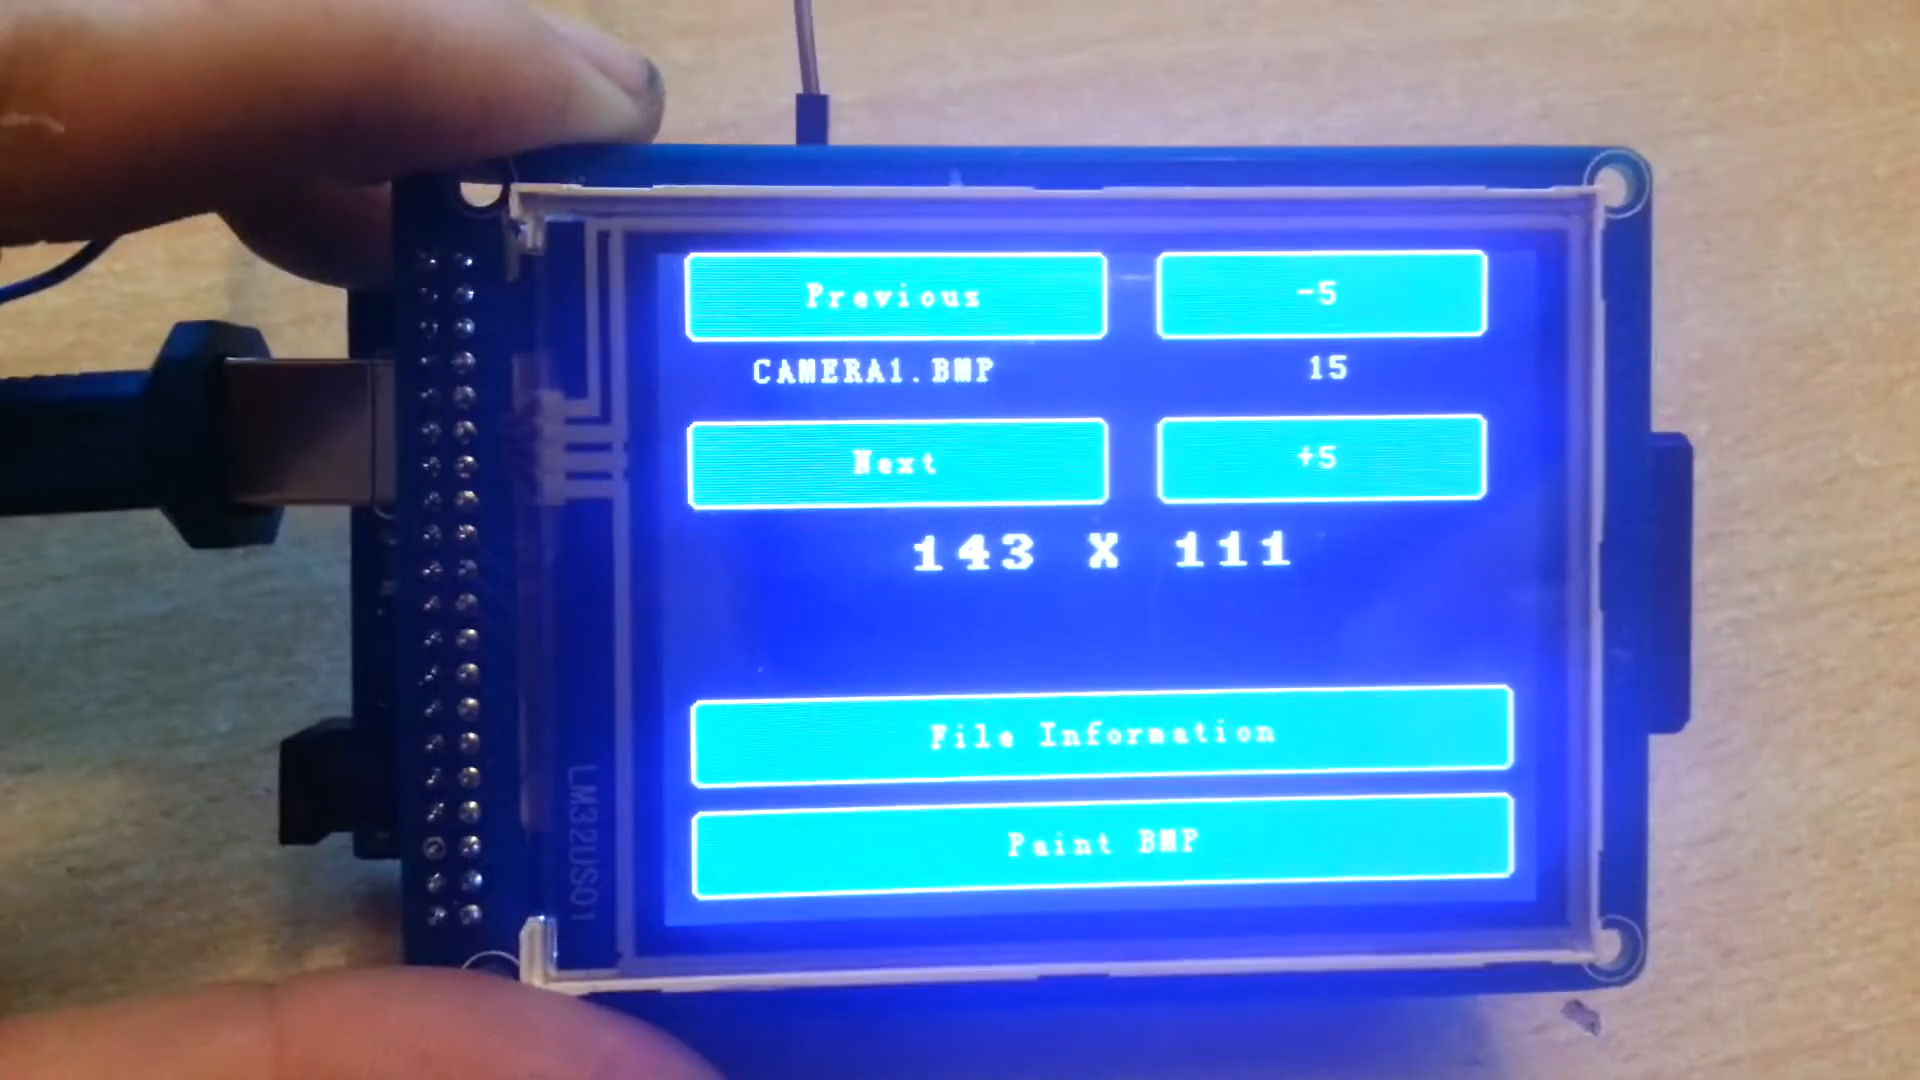 Previous
-5
CAMERA1.BMP
15
Next
+5
143 X 111
File Information
Paint BMP
LM32US01